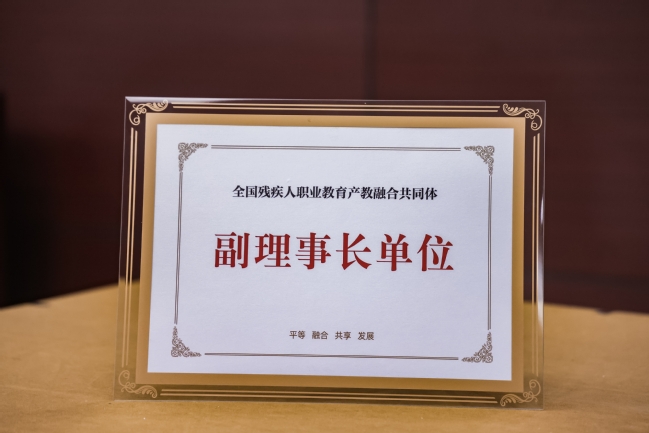 全国残疾人职业教育产教融合共同体
副理事长单位
平等 融合 共享 发展